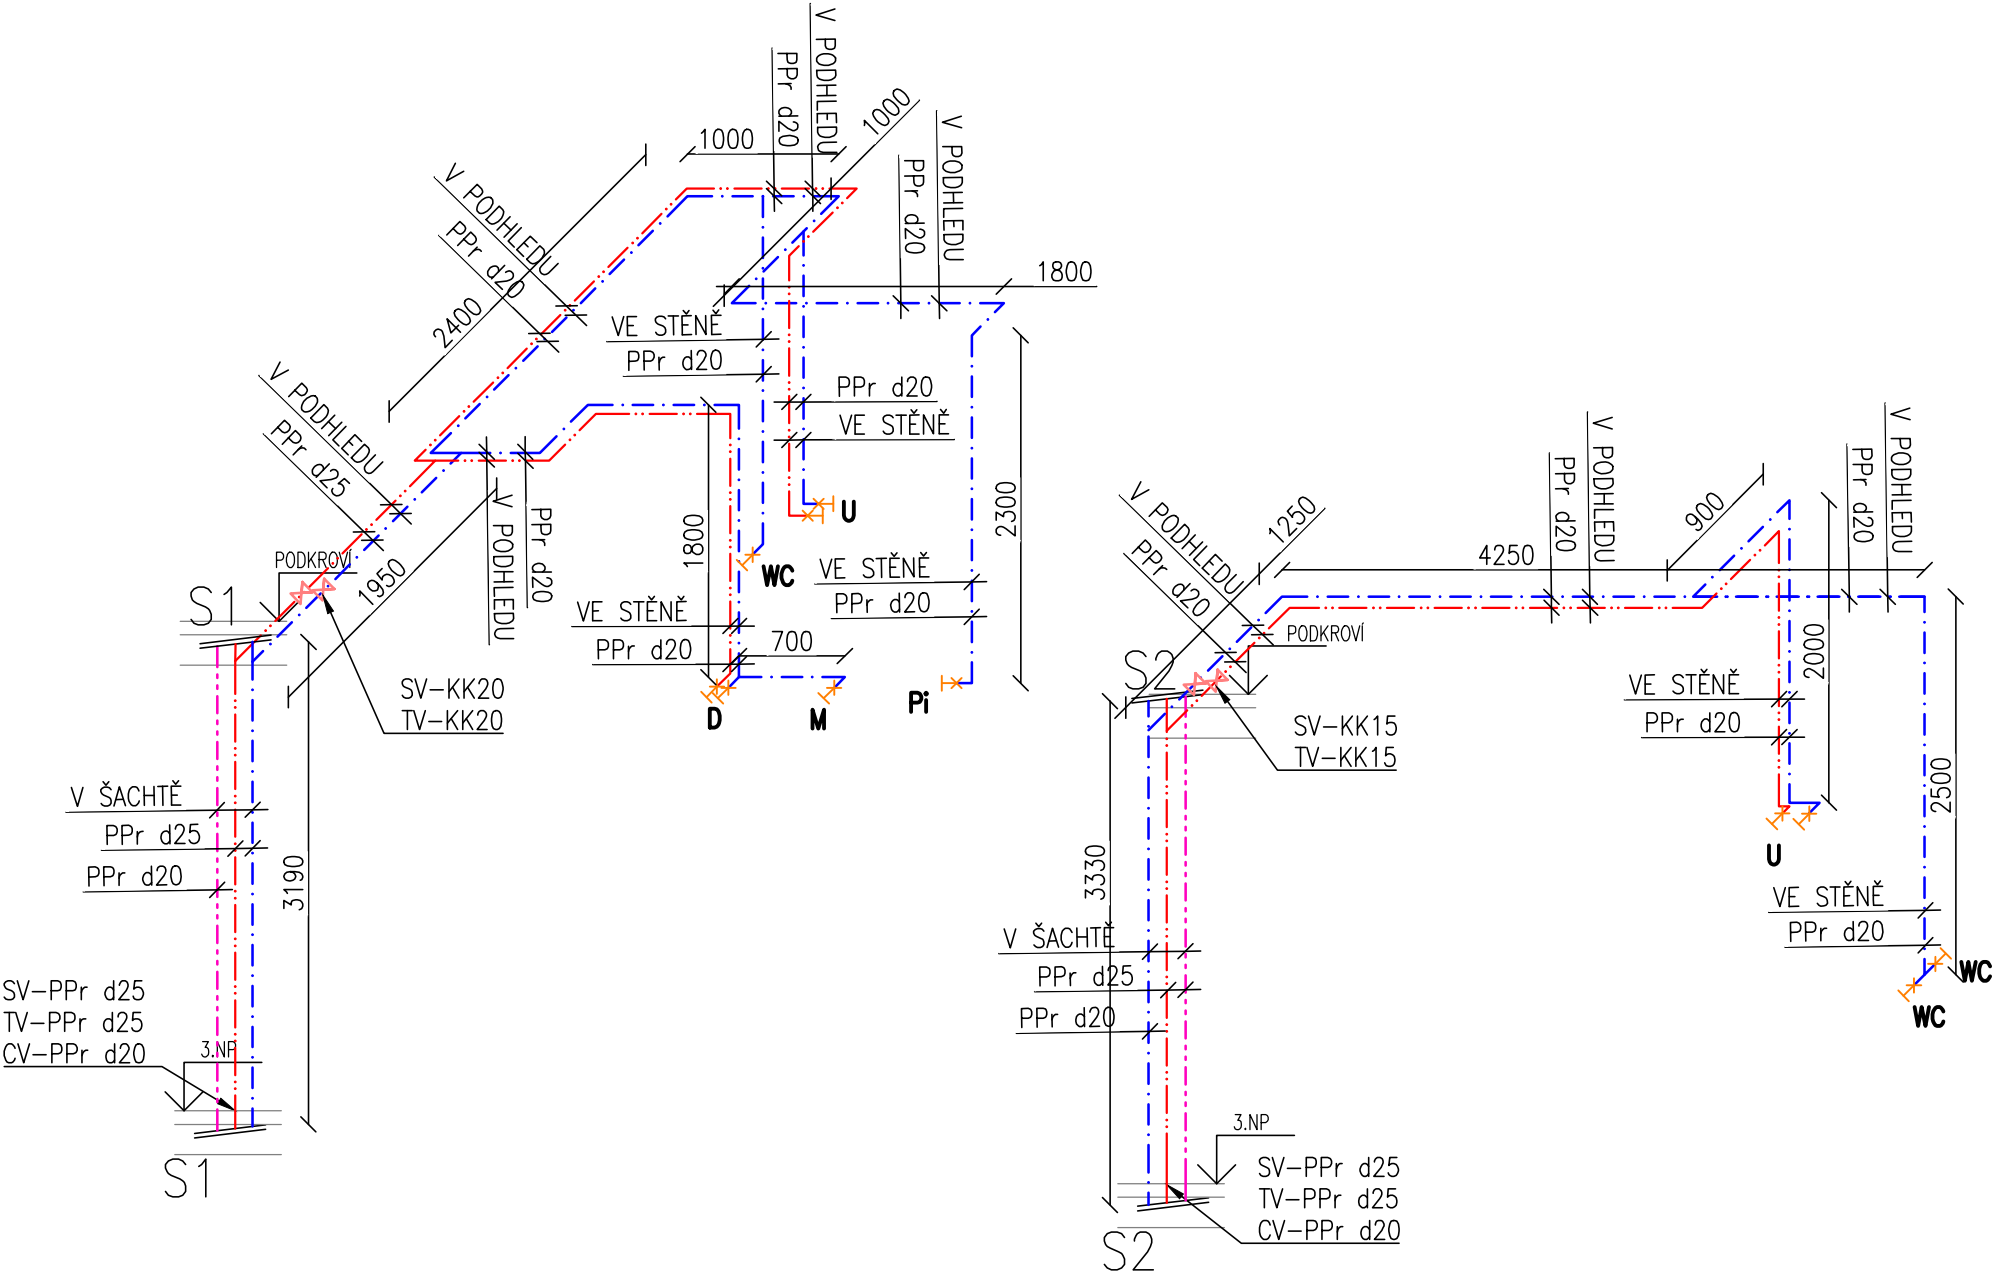 V PODHLEDU
PPr d20
1000
1000
V PODHLEDU
PPr d20
V PODHLEDU
PPr d20
2400
1800
VE STĚNĚ
PPr d20
PPr d20
VE STĚNĚ
V PODHLEDU
PPr d25
V PODHLEDU
PPr d20
1800
2300
U
WC
PODKROVÍ
1950
S1
VE STĚNĚ
PPr d20
VE STĚNĚ
PPr d20
700
D
M
Pi
SV-KK20
TV-KK20
V ŠACHTĚ
PPr d25
PPr d20
3190
SV-PPr d25
TV-PPr d25
CV-PPr d20
3.NP
S1
V PODHLEDU
PPr d20
1250
4250
PPr d20
V PODHLEDU
900
PPr d20
V PODHLEDU
PODKROVÍ
S2
2000
VE STĚNĚ
PPr d20
SV-KK15
TV-KK15
2500
U
3330
VE STĚNĚ
PPr d20
WC
WC
V ŠACHTĚ
PPr d25
PPr d20
3.NP
SV-PPr d25
TV-PPr d25
CV-PPr d20
S2